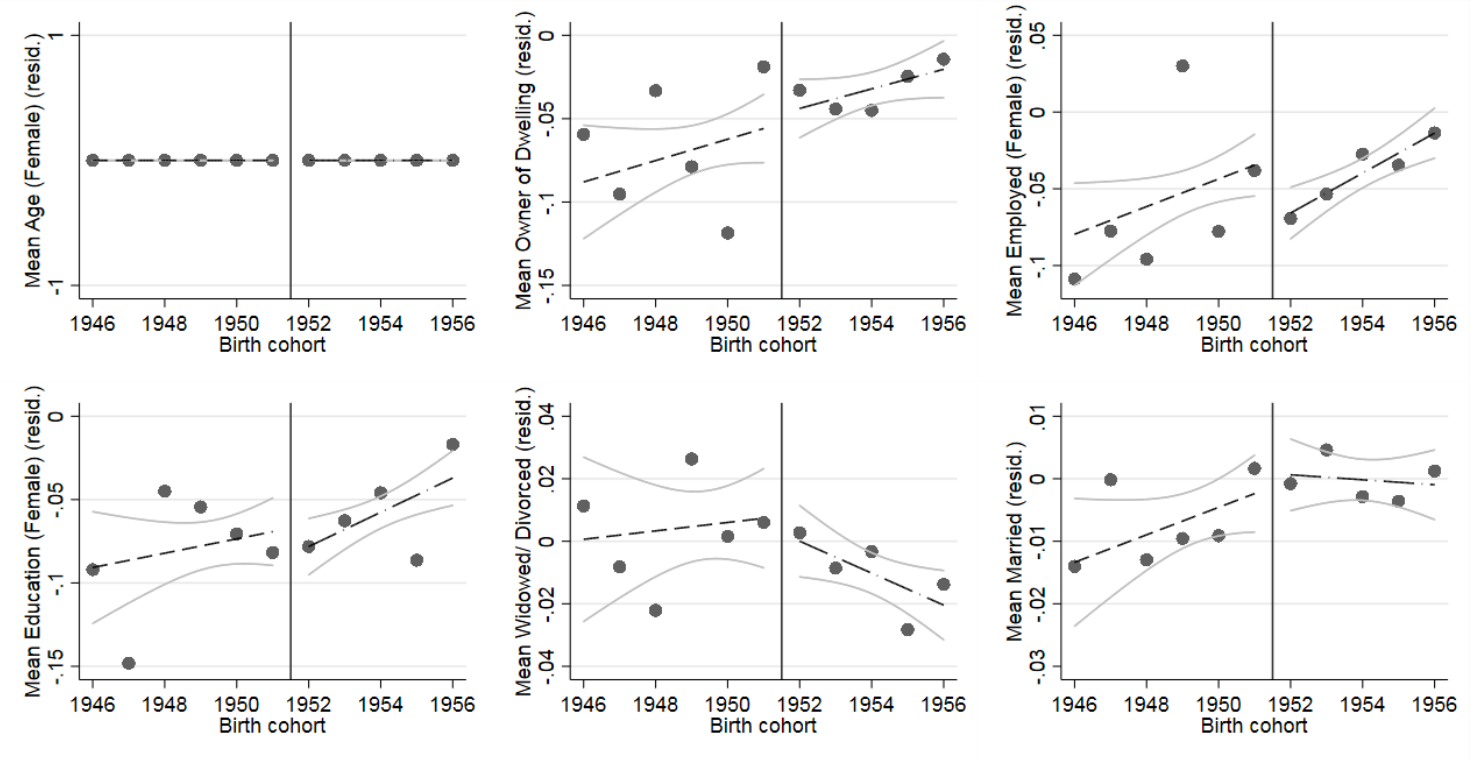 Mean Age (Female) (resid.)
1
-1
1946 1948 1950 1952 1954 1956
Birth cohort
Mean Owner of Dwelling (resid.)
0
-.05
-.1
-.15
1946 1948 1950 1952 1954 1956
Birth cohort
Mean Employed (Female) (resid.)
.05
0
-.05
-.1
1946 1948 1950 1952 1954 1956
Birth cohort
Mean Education (Female) (resid.)
0
-.05
-.1
-.15
1946 1948 1950 1952 1954 1956
Birth cohort
Mean Widowed/ Divorced (resid.)
.04
.02
0
-.02
-.04
1946 1948 1950 1952 1954 1956
Birth cohort
Mean Married (resid.)
.01
0
-.01
-.02
-.03
1946 1948 1950 1952 1954 1956
Birth cohort